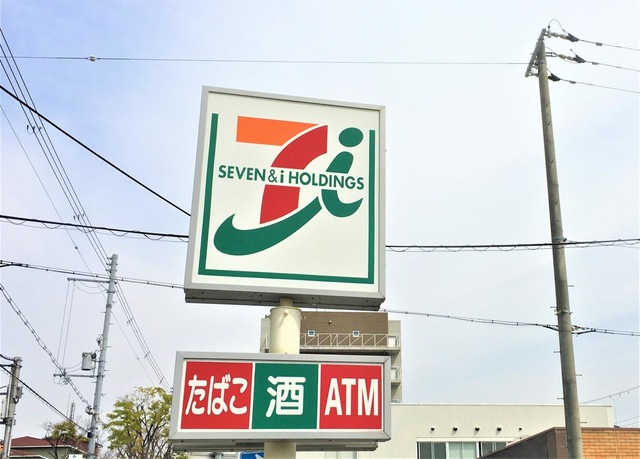 SEVEN & i HOLDINGS
たばこ 酒 ATM